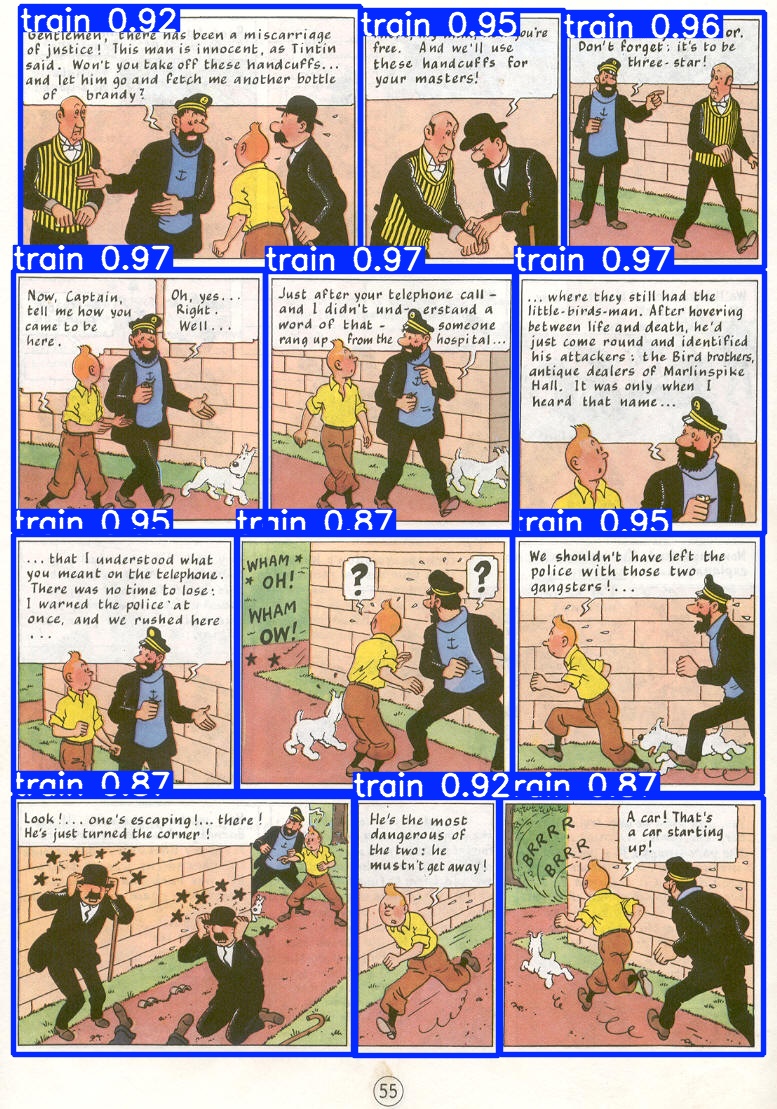 train 0.92
Gentlemen, there has been a miscarriage
of justice! This man is innocent, as Tintin
said. Won't you take off these handcuffs...
and let him go and fetch me another bottle
of brandy?
train 0.95
you're
free. And we'll use
these handcuffs for
your masters!
train 0.96
or.
Don't forget: it's to be
three-star!
train 0.97
Now, Captain,
tell me how you
came to be
here.
Oh, yes...
Right.
Well...
train 0.97
Just after your telephone call -
and I didn't und- erstand a
word of that - someone
rang up from the hospital...
train 0.97
... where they still had the
little-birds-man. After hovering
between life and death, he'd
just come round and identified
his attackers: the Bird brothers,
antique dealers of Marlinspike
Hall. It was only when I
heard that name...
train 0.95
... that I understood what
you meant on the telephone.
There was no time to lose:
I warned the police at
once, and we rushed here
...
train 0.87
WHAM
OH!
WHAM
OW!
?
?
train 0.95
We shouldn't have left the
police with those two
gangsters!...
train 0.87
Look!... one's escaping!... there!
He's just turned the corner!
train 0.92
He's the most
dangerous of
the two: he
mustn't get away!
train 0.87
BRRRR
BRRR
A car! That's
a car starting
up!
55